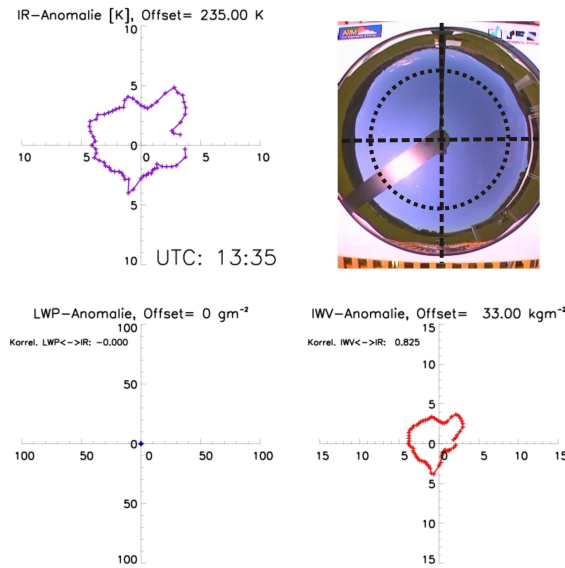 IR-Anomalie [K], Offset= 235.00 K
10
5
10 5 0 5 10
5
10
UTC: 13:35
ARM
LWP-Anomalie, Offset= 0 gm⁻²
100
Korrel. LWP<->IR: -0.000
50
100 50 0 50 100
50
100
IWV-Anomalie, Offset= 33.00 kgm⁻²
15
Korrel. IWV<->IR: 0.825
10
5
15 10 5 0 5 10 15
5
10
15